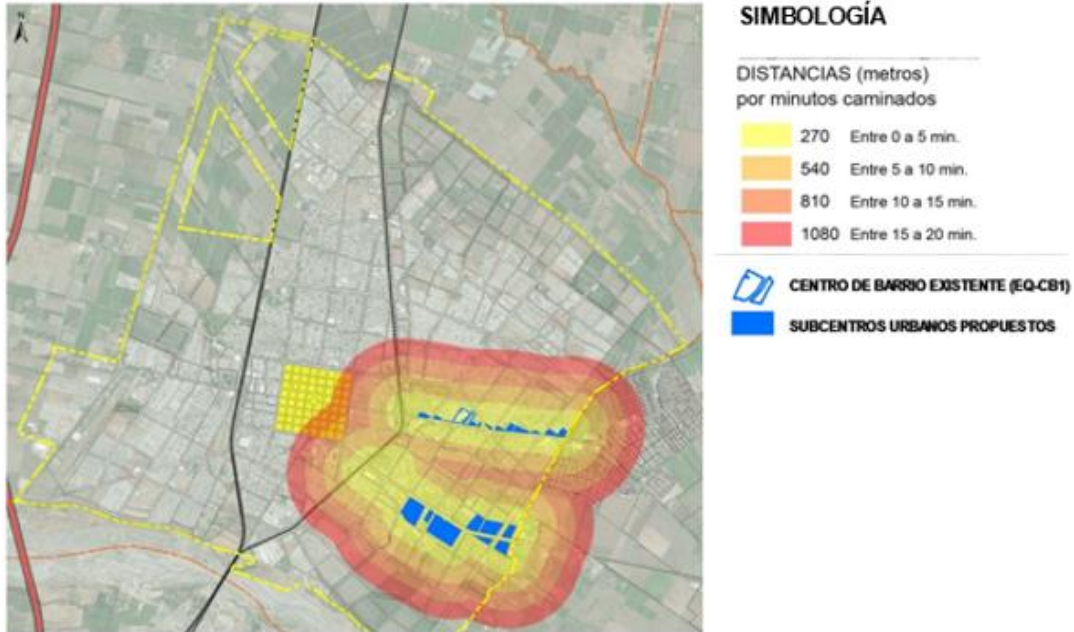 N
SIMBOLOGÍA
DISTANCIAS (metros)
por minutos caminados
270 Entre 0 a 5 min.
540 Entre 5 a 10 min.
810 Entre 10 a 15 min.
1080 Entre 15 a 20 min.
CENTRO DE BARRIO EXISTENTE (EQ-CB1)
SUBCENTROS URBANOS PROPUESTOS